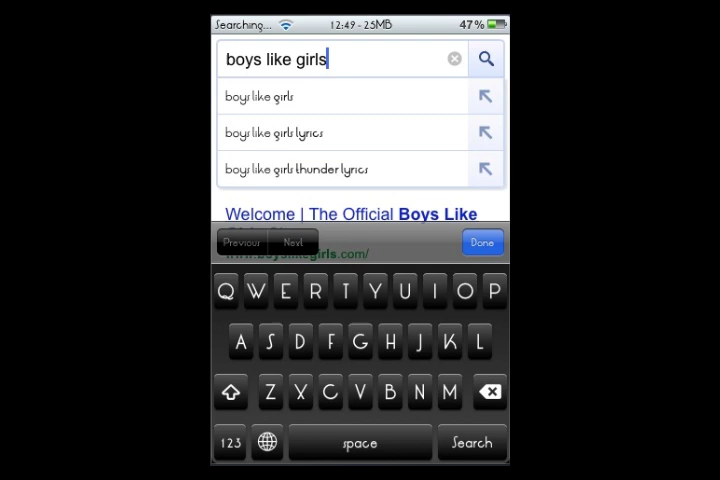 Searching... 12:49 - 25MB 47%
boys like girls
boys like girls
boys like girls lyrics
boys like girls thunder lyrics
Welcome | The Official Boys Like
Previous Next Done
www.boyslikegirls.com/
Q W E R T Y U I O P
A S D F G H J K L
Z X C V B N M
123 space Search